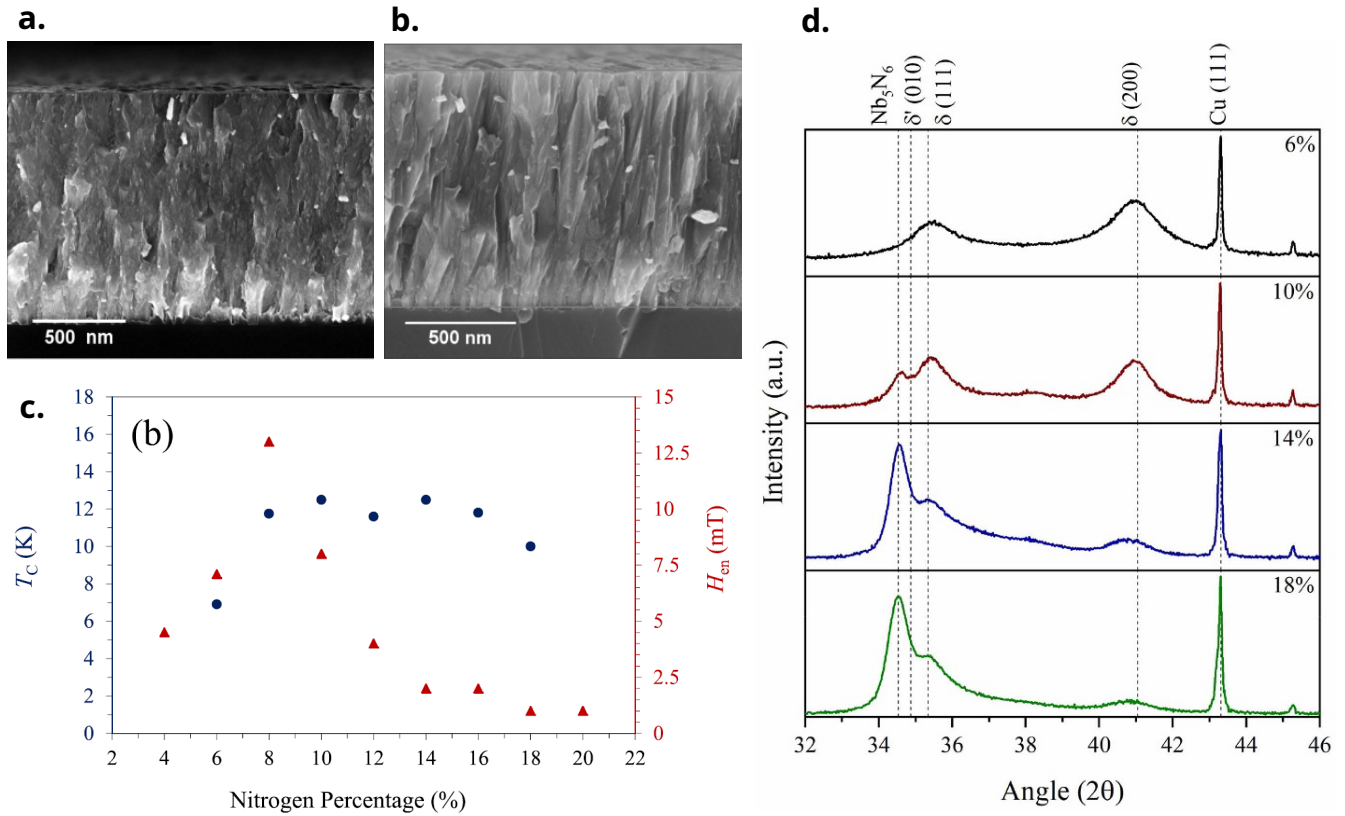 a.
b.
500 nm
500 nm
c.
(b)
18
16
14
12
10
8
6
4
2
0
T_C (K)
15
12.5
10
7.5
5
2.5
0
H_en (mT)
2 4 6 8 10 12 14 16 18 20 22
Nitrogen Percentage (%)
d.
Nb₅N₆
δ' (010)
δ (111)
δ (200)
Cu (111)
6%
10%
14%
18%
Intensity (a.u.)
32 34 36 38 40 42 44 46
Angle (2θ)